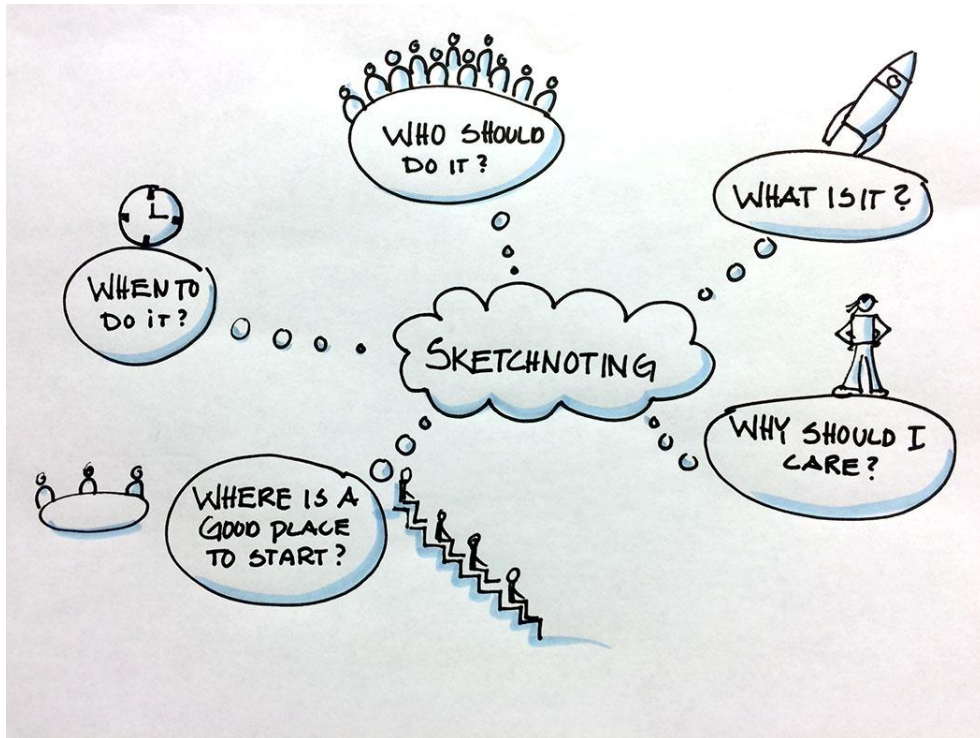 WHO SHOULD
DO IT?
WHAT IS IT?
WHEN TO
DO iT?
SKETCHNOTING
WHY SHOULD I
CARE?
WHERE IS A
GOOD PLACE
TO START?